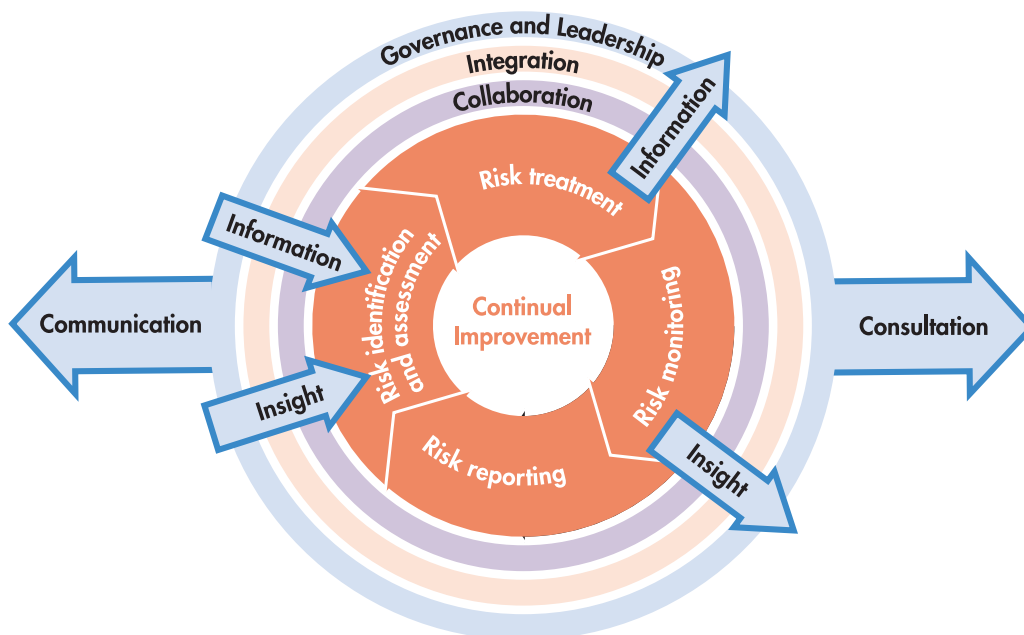 Governance and Leadership
Integration
Collaboration
Information
Risk treatment
Information
Risk identification
and assessment
Continual
Improvement
Risk monitoring
Communication
Consultation
Insight
Risk reporting
Insight